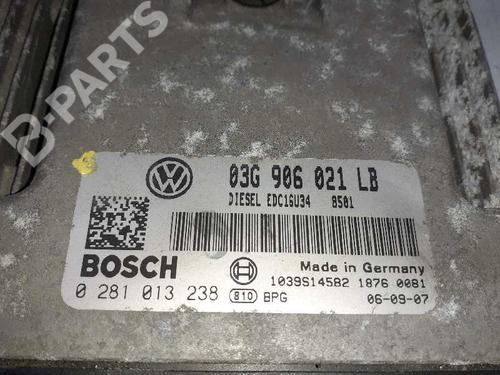 B-PARTS
03G 906 021 LB
DIESEL EDC16U34 8501
BOSCH
Made in Germany
1039S14582 1876 0081
0 281 013 238 810 BPG 06-09-07